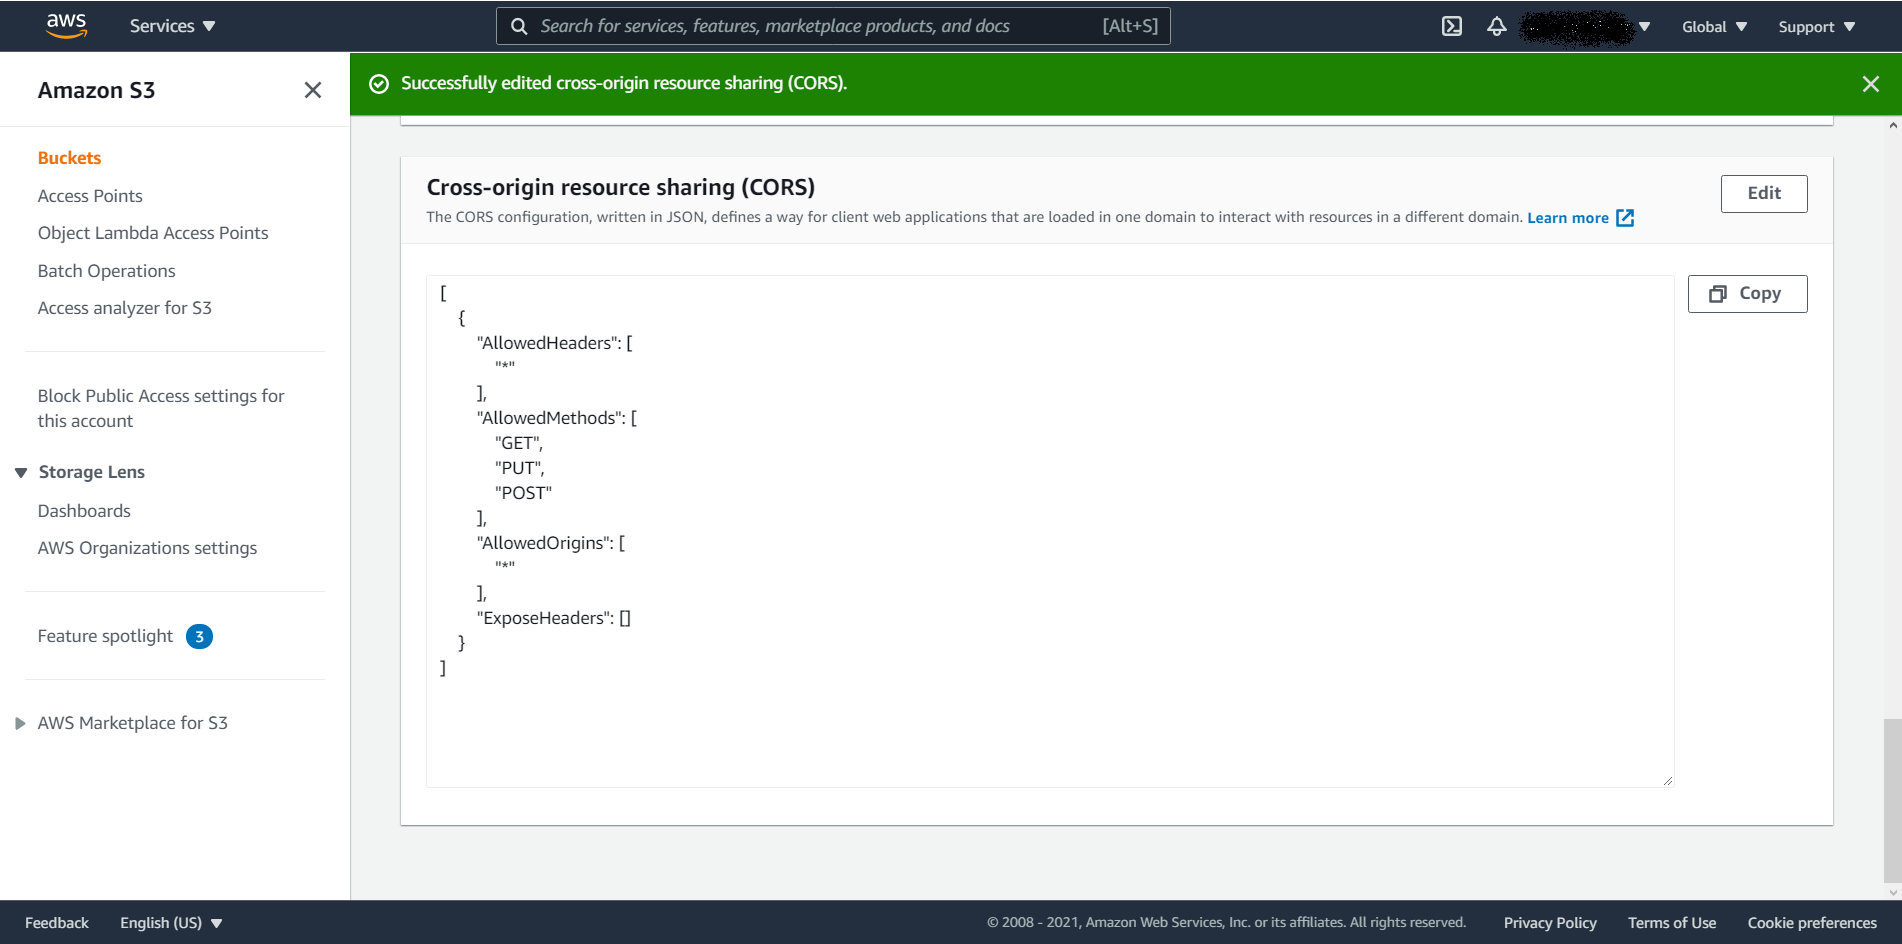 aws
Services
Search for services, features, marketplace products, and docs
[Alt+S]
Global
Support
Amazon S3
Successfully edited cross-origin resource sharing (CORS).
Buckets
Access Points
Object Lambda Access Points
Batch Operations
Access analyzer for S3
Block Public Access settings for
this account
Storage Lens
Dashboards
AWS Organizations settings
Feature spotlight 3
AWS Marketplace for S3
Cross-origin resource sharing (CORS)
The CORS configuration, written in JSON, defines a way for client web applications that are loaded in one domain to interact with resources in a different domain. Learn more
Edit
Copy
[
{
"AllowedHeaders": [
"*"
],
"AllowedMethods": [
"GET",
"PUT",
"POST"
],
"AllowedOrigins": [
"*"
],
"ExposeHeaders": []
}
]
Feedback
English (US)
© 2008 - 2021, Amazon Web Services, Inc. or its affiliates. All rights reserved.
Privacy Policy
Terms of Use
Cookie preferences